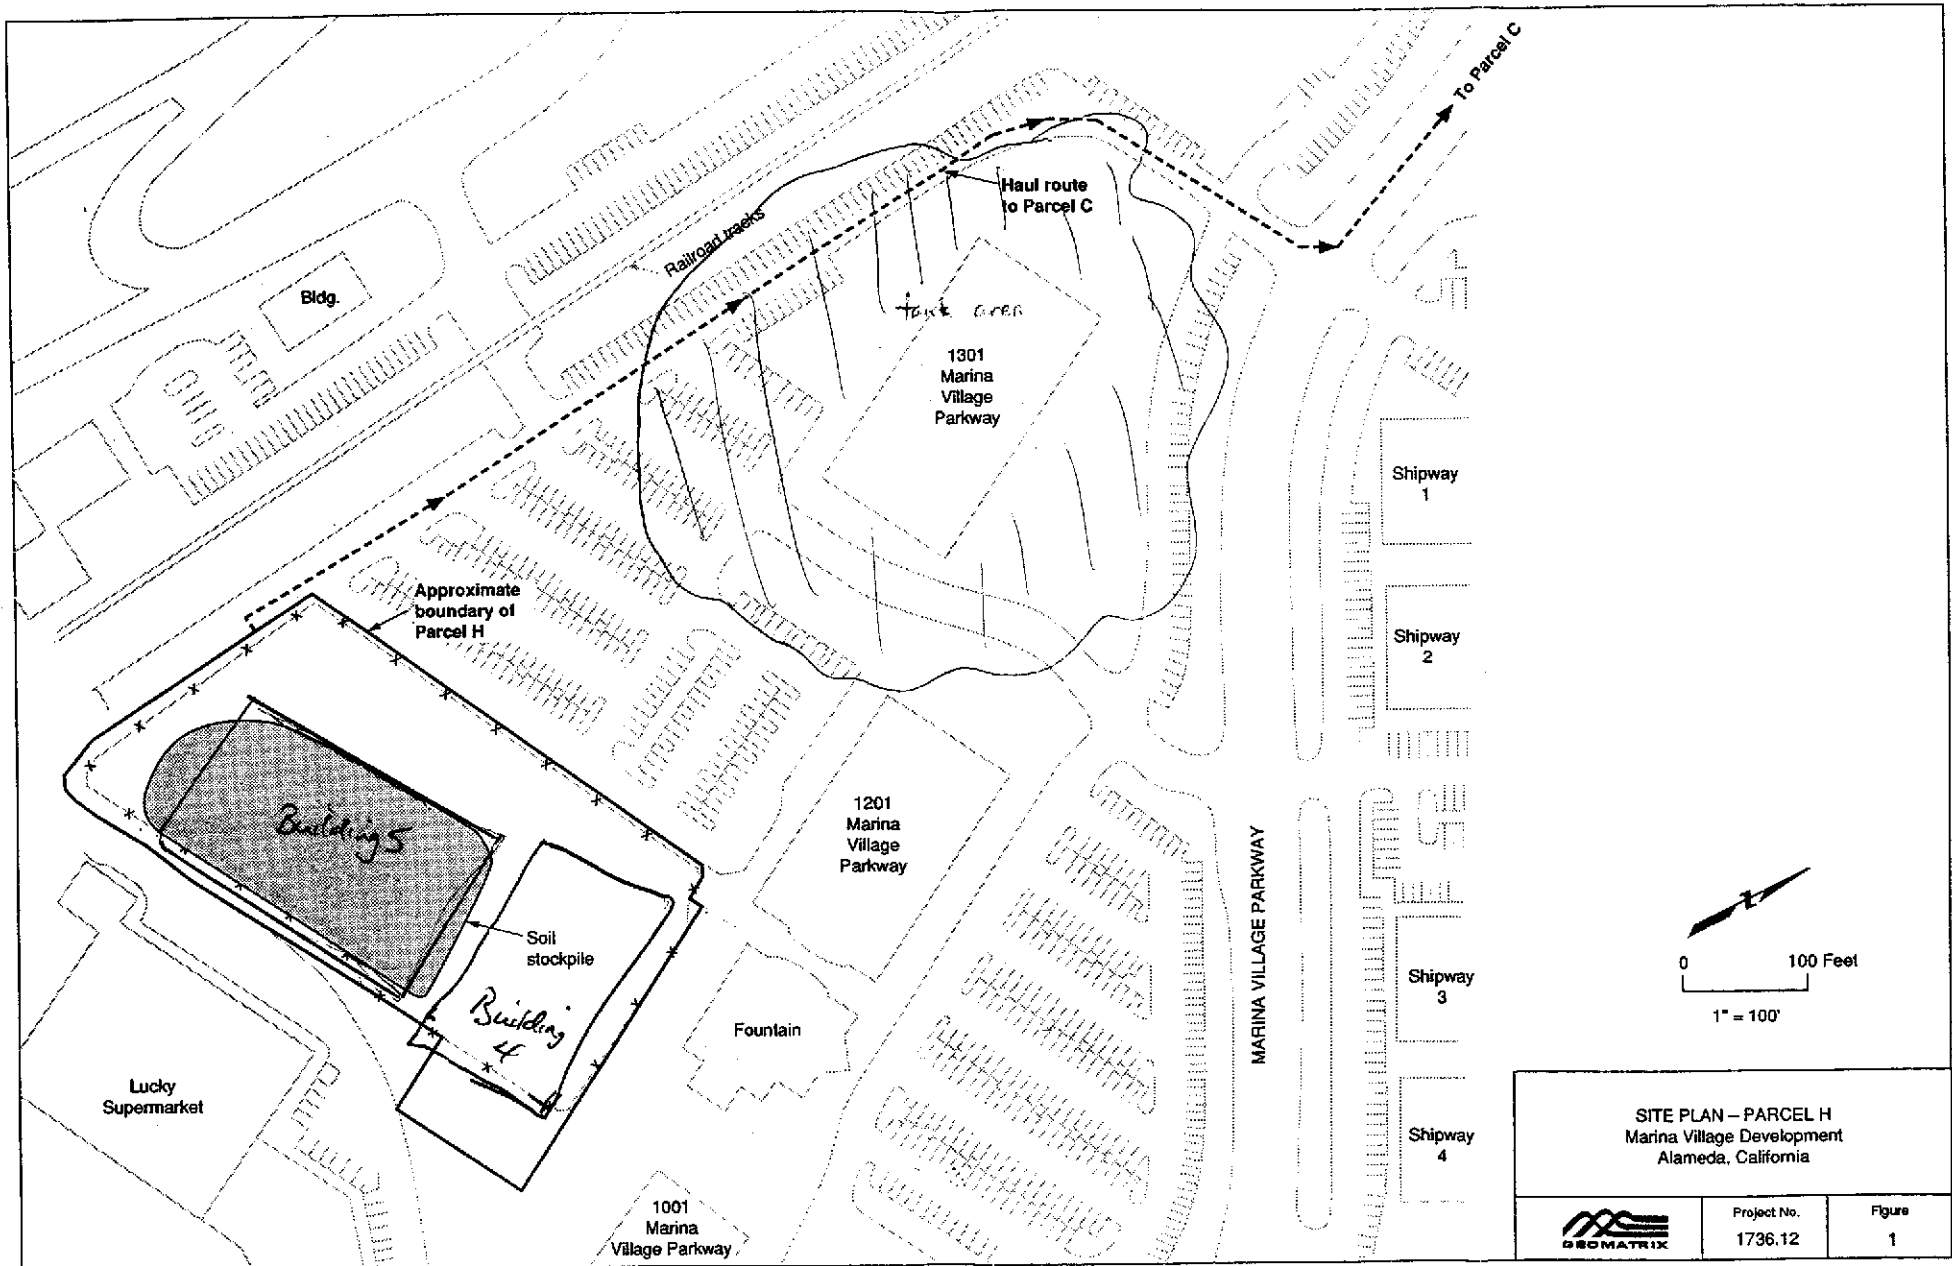 To Parcel C
Haul route
to Parcel C
Railroad tracks
Bldg.
tank area
1301
Marina
Village
Parkway
Shipway
1
Approximate
boundary of
Parcel H
Shipway
2
Building 5
1201
Marina
Village
Parkway
MARINA VILLAGE PARKWAY
Soil
stockpile
Building
4
Fountain
Shipway
3
Z
0 100 Feet
1" = 100'
Lucky
Supermarket
Shipway
4
1001
Marina
Village Parkway
SITE PLAN – PARCEL H
Marina Village Development
Alameda, California
GEOMATRIX
Project No.
1736.12
Figure
1